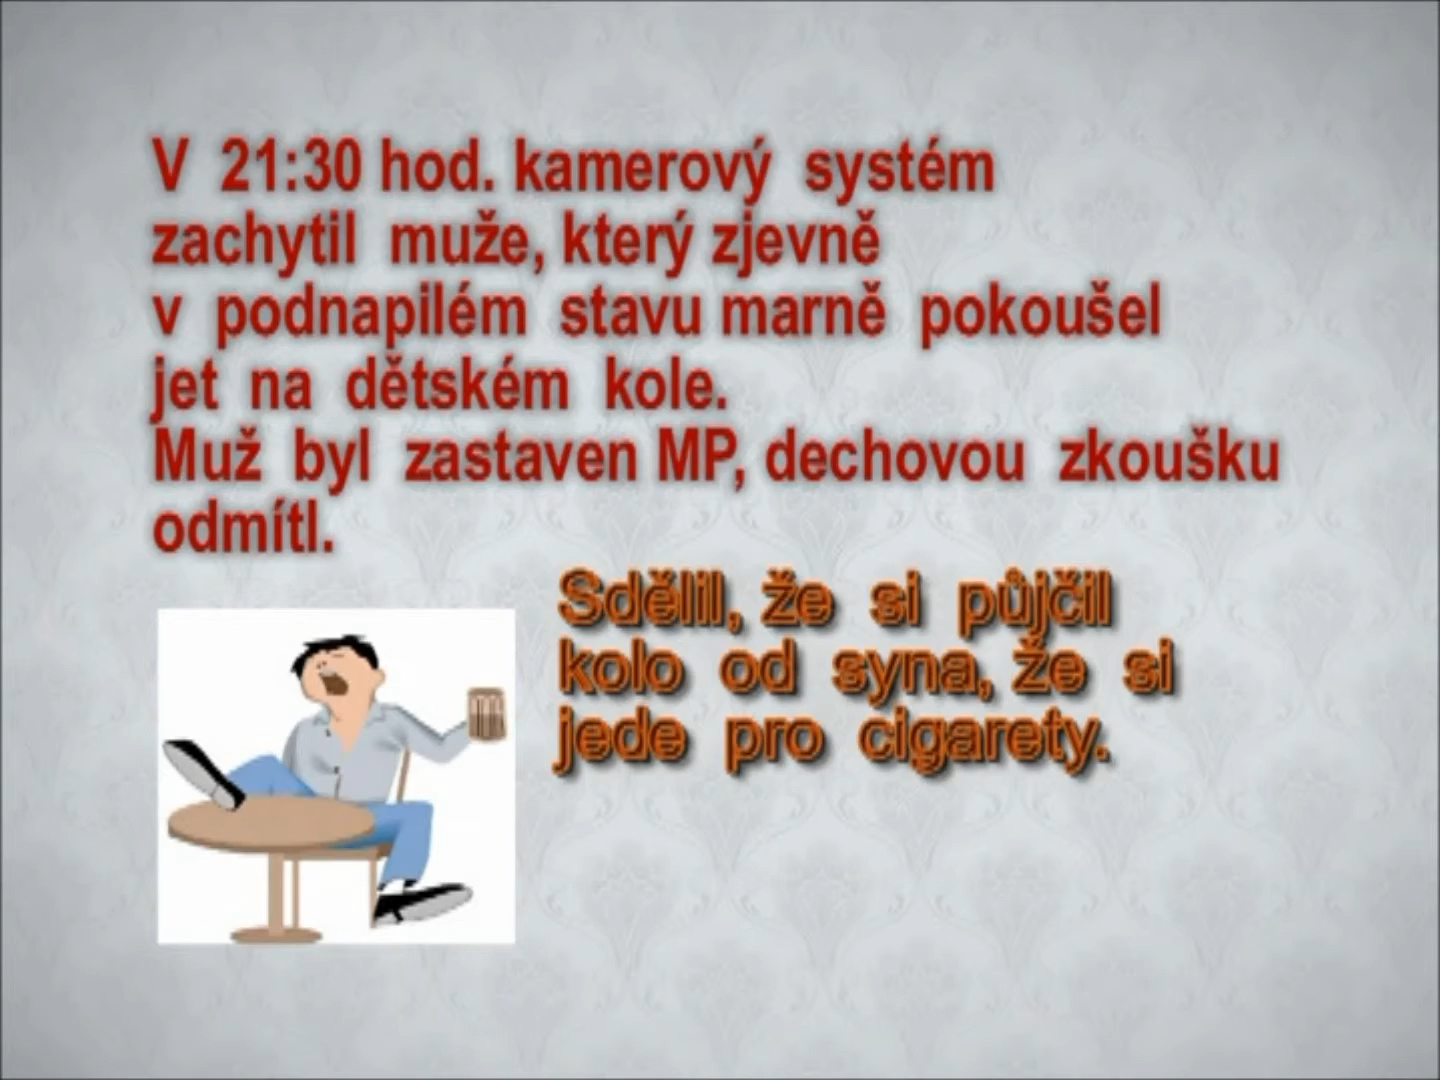 V 21:30 hod. kamerový systém
zachytil muže, který zjevně
v podnapilém stavu marně pokoušel
jet na dětském kole.
Muž byl zastaven MP, dechovou zkoušku
odmítl.
Sdělil, že si půjčil
kolo od syna, že si
jede pro cigarety.